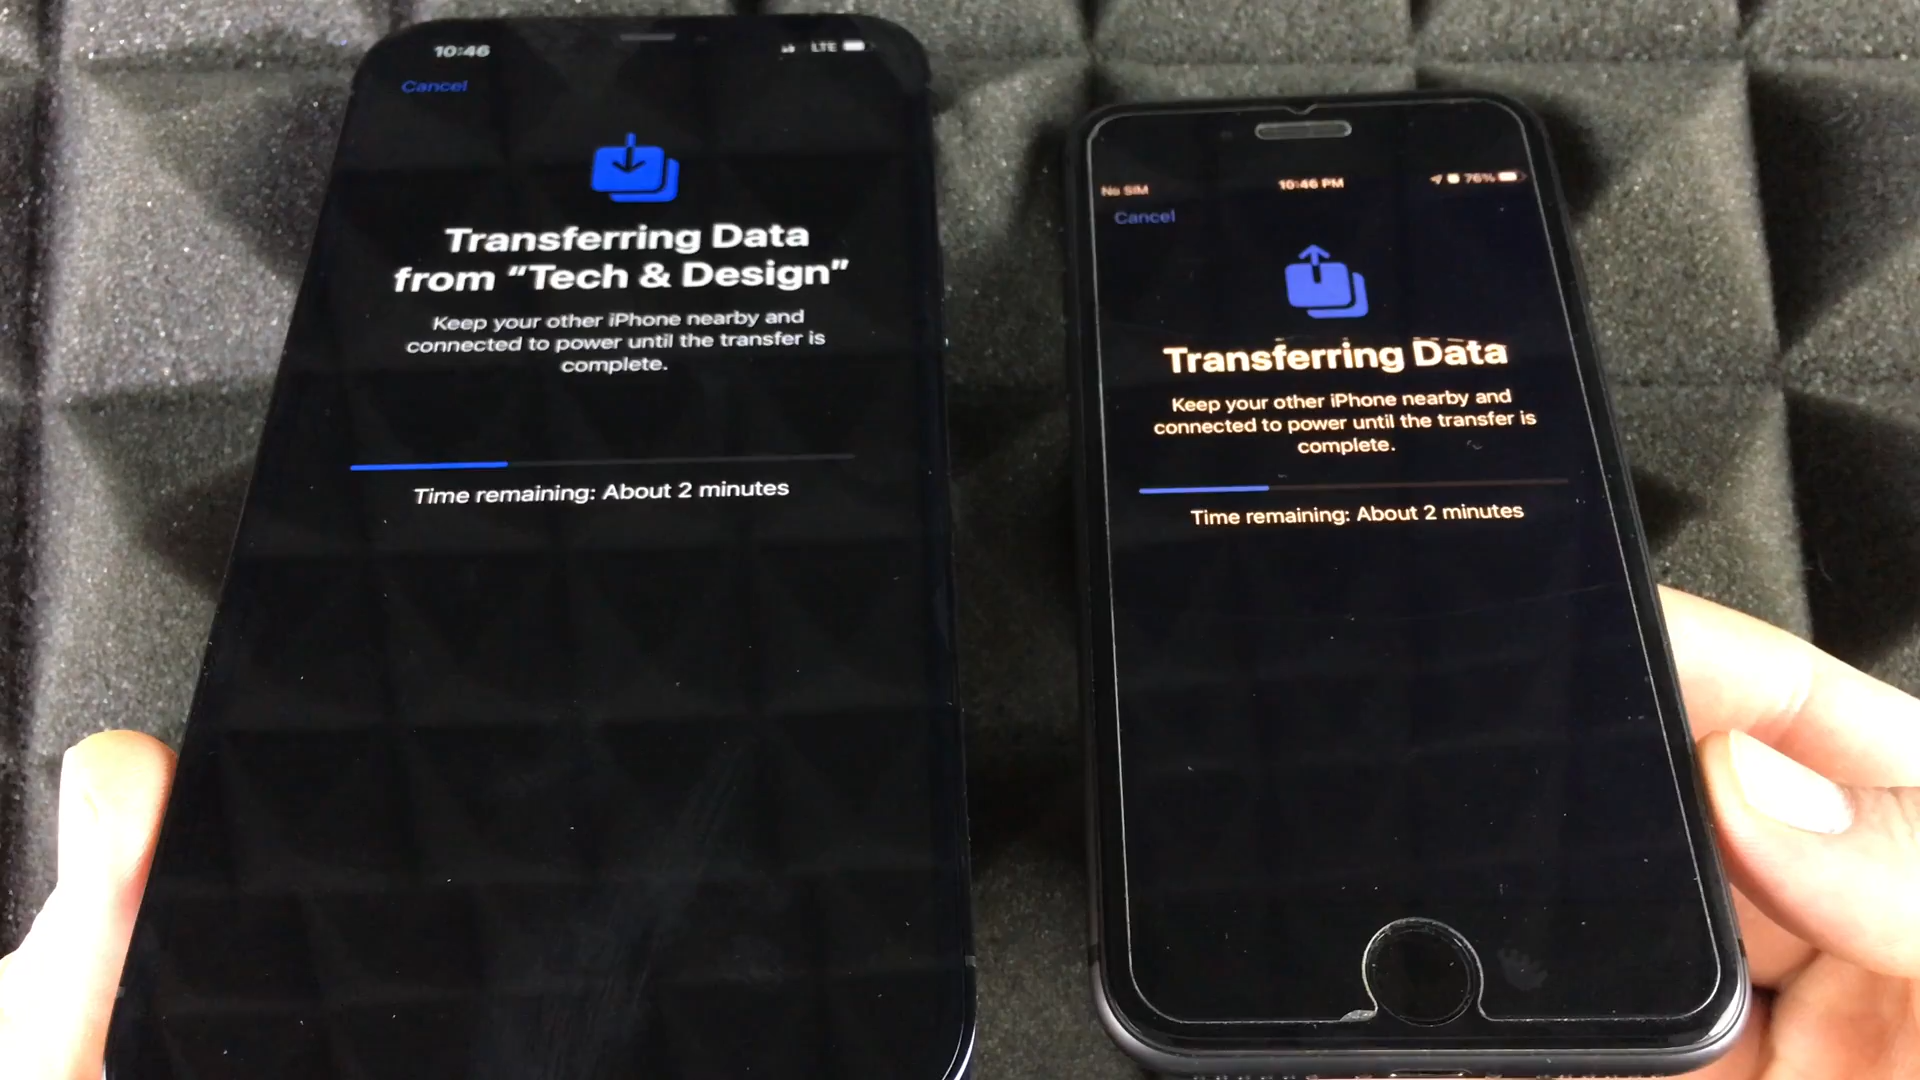 10:46
LTE
Cancel
Transferring Data
from “Tech & Design”
Keep your other iPhone nearby and
connected to power until the transfer is
complete.
Time remaining: About 2 minutes
No SIM
10:46 PM
76%
Cancel
Transferring Data
Keep your other iPhone nearby and
connected to power until the transfer is
complete.
Time remaining: About 2 minutes